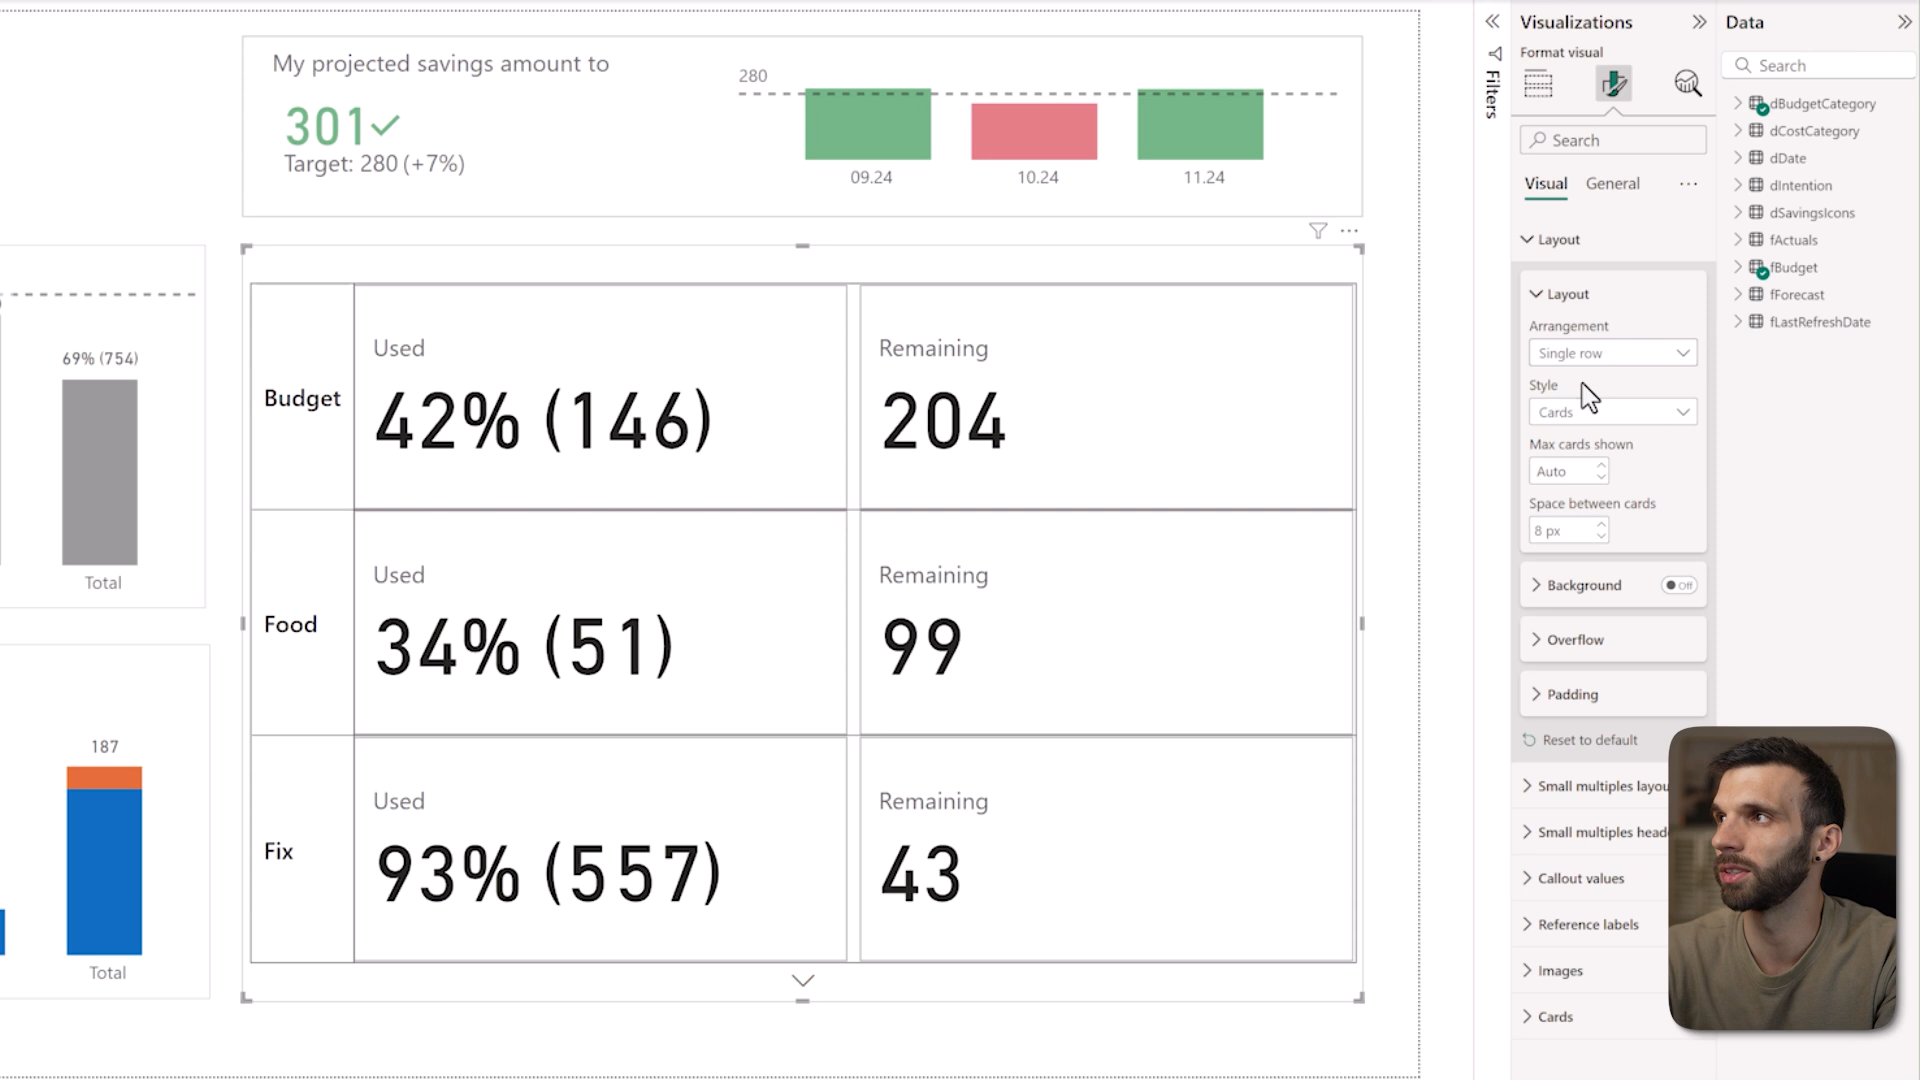 My projected savings amount to
301
Target: 280 (+7%)
280
09.24
10.24
11.24
69% (754)
Total
187
Total
Budget
Used
42% (146)
Remaining
204
Food
Used
34% (51)
Remaining
99
Fix
Used
93% (557)
Remaining
43
Filters
Visualizations
Format visual
Search
Visual
General
Layout
Layout
Arrangement
Single row
Style
Cards
Max cards shown
Auto
Space between cards
8 px
Background
Off
Overflow
Padding
Reset to default
Small multiples layou
Small multiples head
Callout values
Reference labels
Images
Cards
Data
Search
dBudgetCategory
dCostCategory
dDate
dIntention
dSavingsIcons
fActuals
fBudget
fForecast
fLastRefreshDate